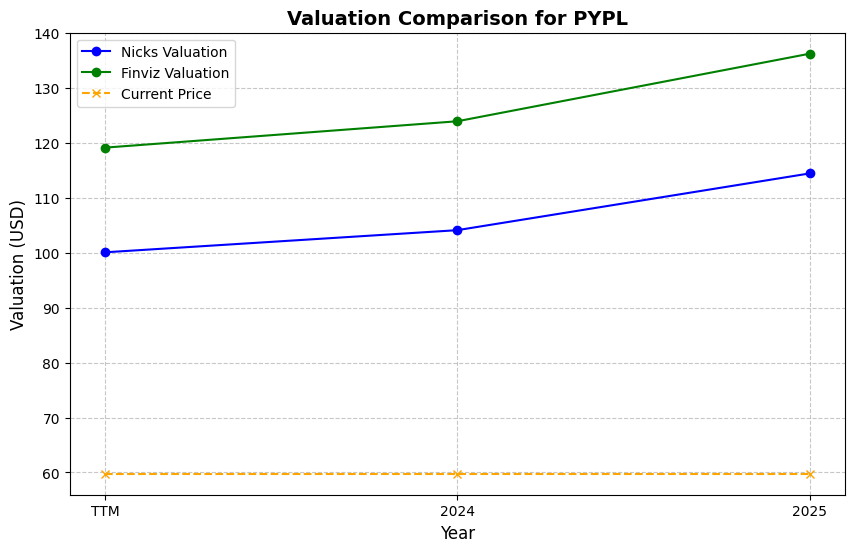 Valuation Comparison for PYPL
Nicks Valuation
Finviz Valuation
Current Price
Valuation (USD)
140
130
120
110
100
90
80
70
60
TTM
2024
2025
Year